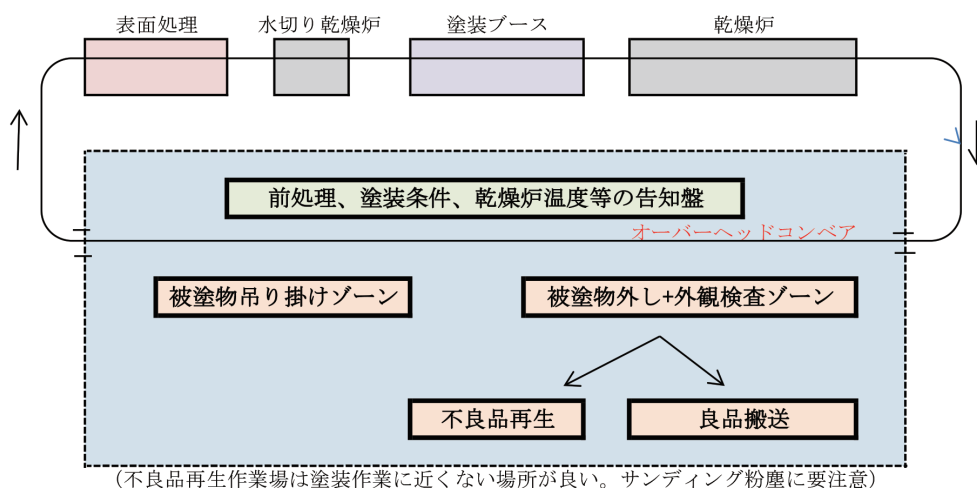 表面処理
水切り乾燥炉
塗装ブース
乾燥炉
前処理、塗装条件、乾燥炉温度等の告知盤
オーバーヘッドコンベア
被塗物吊り掛けゾーン
被塗物外し+外観検査ゾーン
不良品再生
良品搬送
(不良品再生作業場は塗装作業に近くない場所が良い。サンディング粉塵に要注意)